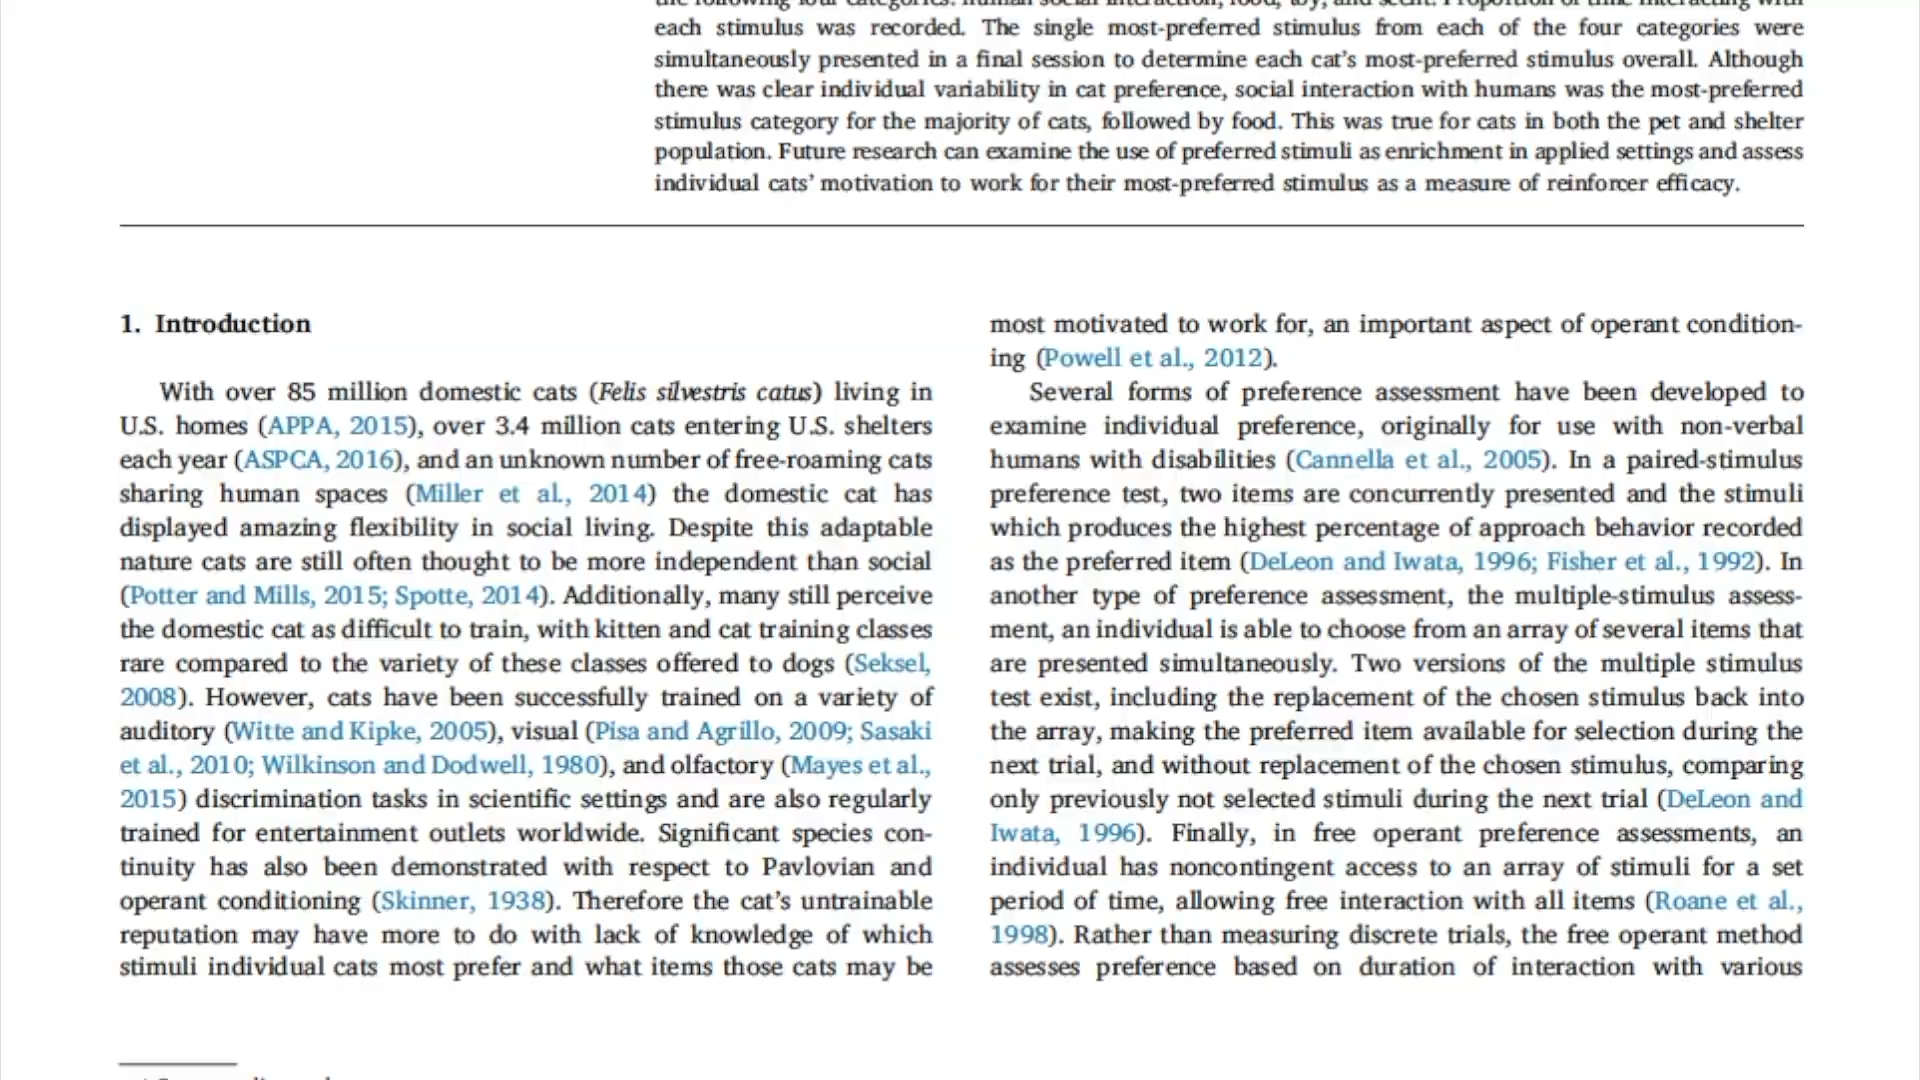 the following four categories: human social interaction, food, toy, and scent. Proportion of time interacting with
each stimulus was recorded. The single most-preferred stimulus from each of the four categories were
simultaneously presented in a final session to determine each cat's most-preferred stimulus overall. Although
there was clear individual variability in cat preference, social interaction with humans was the most-preferred
stimulus category for the majority of cats, followed by food. This was true for cats in both the pet and shelter
population. Future research can examine the use of preferred stimuli as enrichment in applied settings and assess
individual cats' motivation to work for their most-preferred stimulus as a measure of reinforcer efficacy.
1. Introduction
With over 85 million domestic cats (Felis silvestris catus) living in
U.S. homes (APPA, 2015), over 3.4 million cats entering U.S. shelters
each year (ASPCA, 2016), and an unknown number of free-roaming cats
sharing human spaces (Miller et al., 2014) the domestic cat has
displayed amazing flexibility in social living. Despite this adaptable
nature cats are still often thought to be more independent than social
(Potter and Mills, 2015; Spotte, 2014). Additionally, many still perceive
the domestic cat as difficult to train, with kitten and cat training classes
rare compared to the variety of these classes offered to dogs (Seksel,
2008). However, cats have been successfully trained on a variety of
auditory (Witte and Kipke, 2005), visual (Pisa and Agrillo, 2009; Sasaki
et al., 2010; Wilkinson and Dodwell, 1980), and olfactory (Mayes et al.,
2015) discrimination tasks in scientific settings and are also regularly
trained for entertainment outlets worldwide. Significant species con-
tinuity has also been demonstrated with respect to Pavlovian and
operant conditioning (Skinner, 1938). Therefore the cat's untrainable
reputation may have more to do with lack of knowledge of which
stimuli individual cats most prefer and what items those cats may be
most motivated to work for, an important aspect of operant condition-
ing (Powell et al., 2012).
Several forms of preference assessment have been developed to
examine individual preference, originally for use with non-verbal
humans with disabilities (Cannella et al., 2005). In a paired-stimulus
preference test, two items are concurrently presented and the stimuli
which produces the highest percentage of approach behavior recorded
as the preferred item (DeLeon and Iwata, 1996; Fisher et al., 1992). In
another type of preference assessment, the multiple-stimulus assess-
ment, an individual is able to choose from an array of several items that
are presented simultaneously. Two versions of the multiple stimulus
test exist, including the replacement of the chosen stimulus back into
the array, making the preferred item available for selection during the
next trial, and without replacement of the chosen stimulus, comparing
only previously not selected stimuli during the next trial (DeLeon and
Iwata, 1996). Finally, in free operant preference assessments, an
individual has noncontingent access to an array of stimuli for a set
period of time, allowing free interaction with all items (Roane et al.,
1998). Rather than measuring discrete trials, the free operant method
assesses preference based on duration of interaction with various